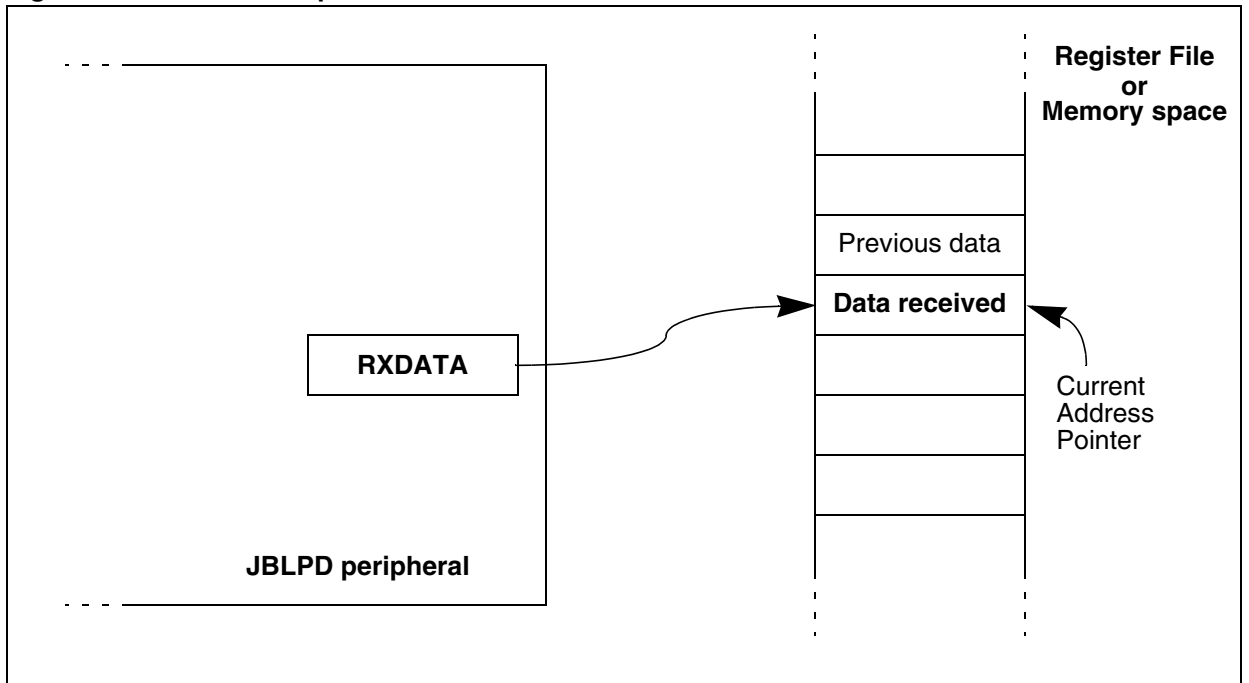 Register File
or
Memory space
Previous data
Data received
RXDATA
Current
Address
Pointer
JBLPD peripheral